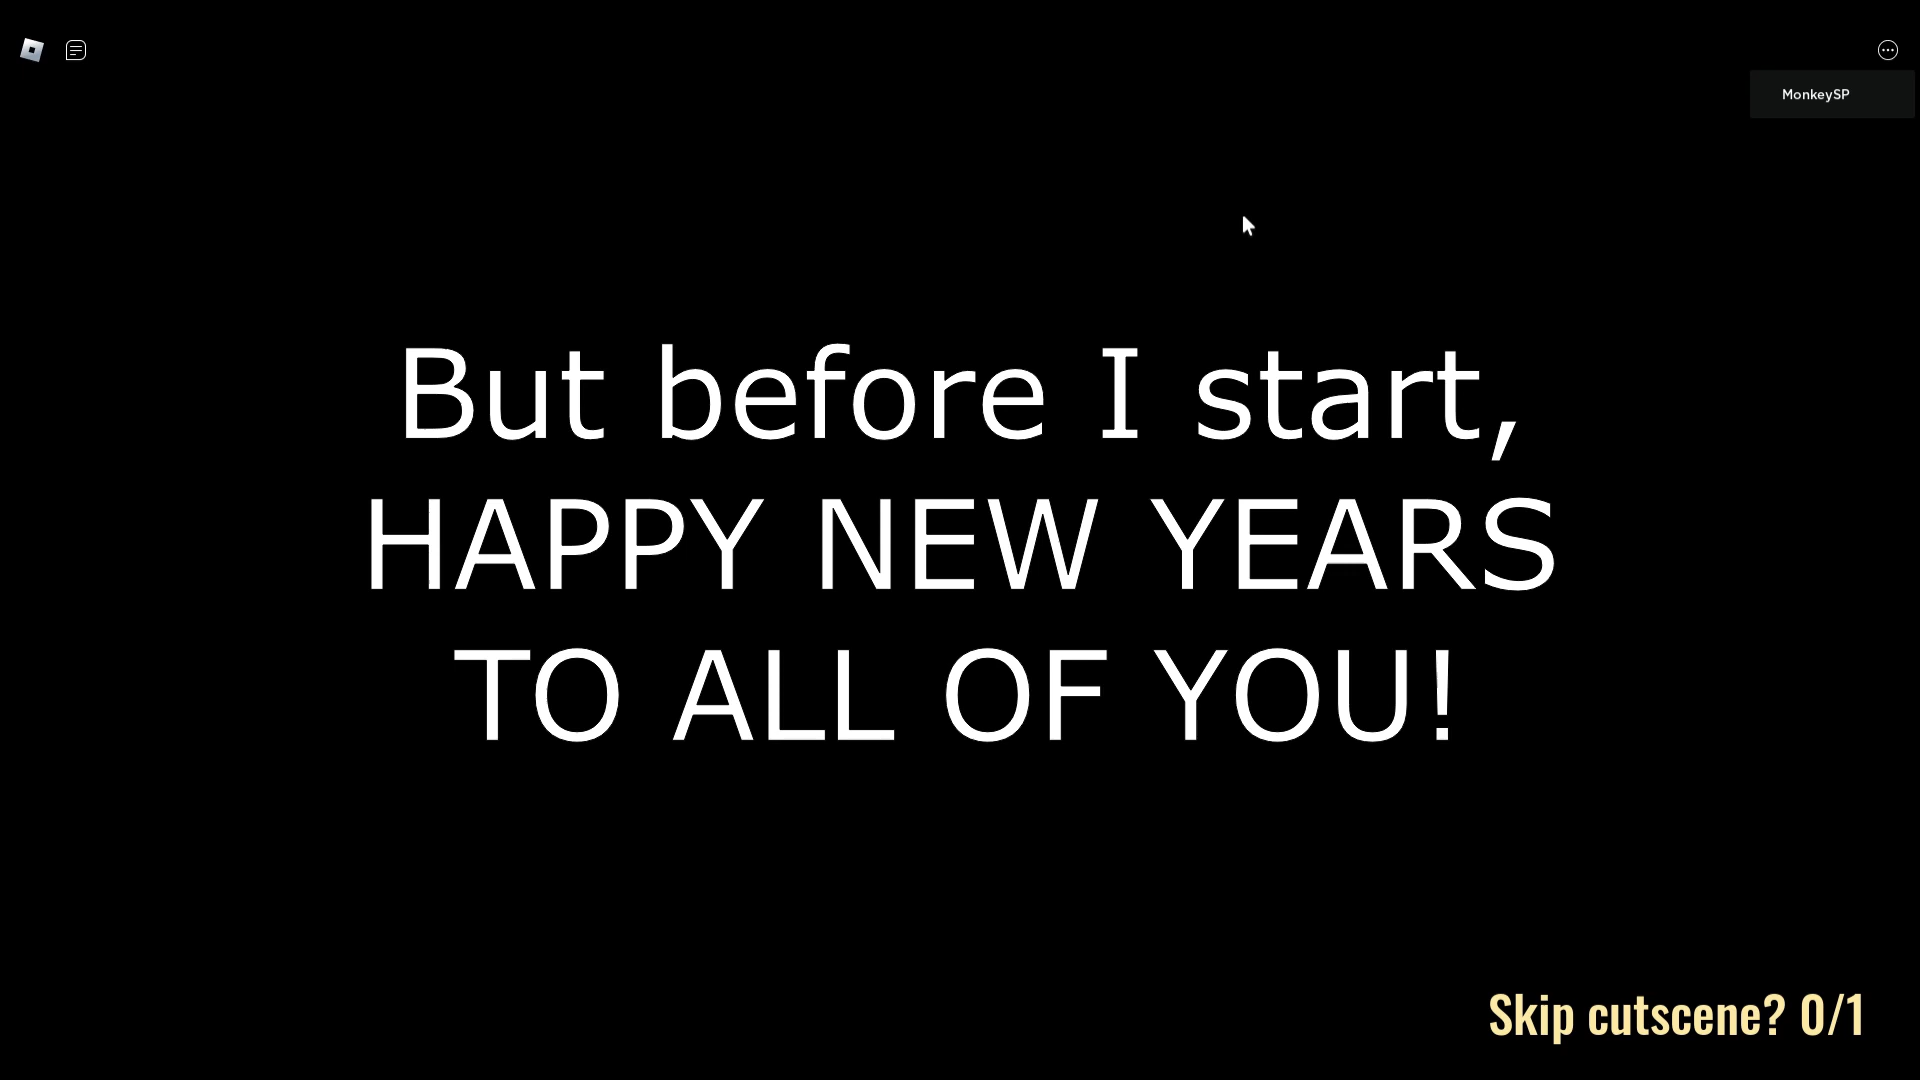 MonkeySP
But before I start,
HAPPY NEW YEARS
TO ALL OF YOU!
Skip cutscene? 0/1